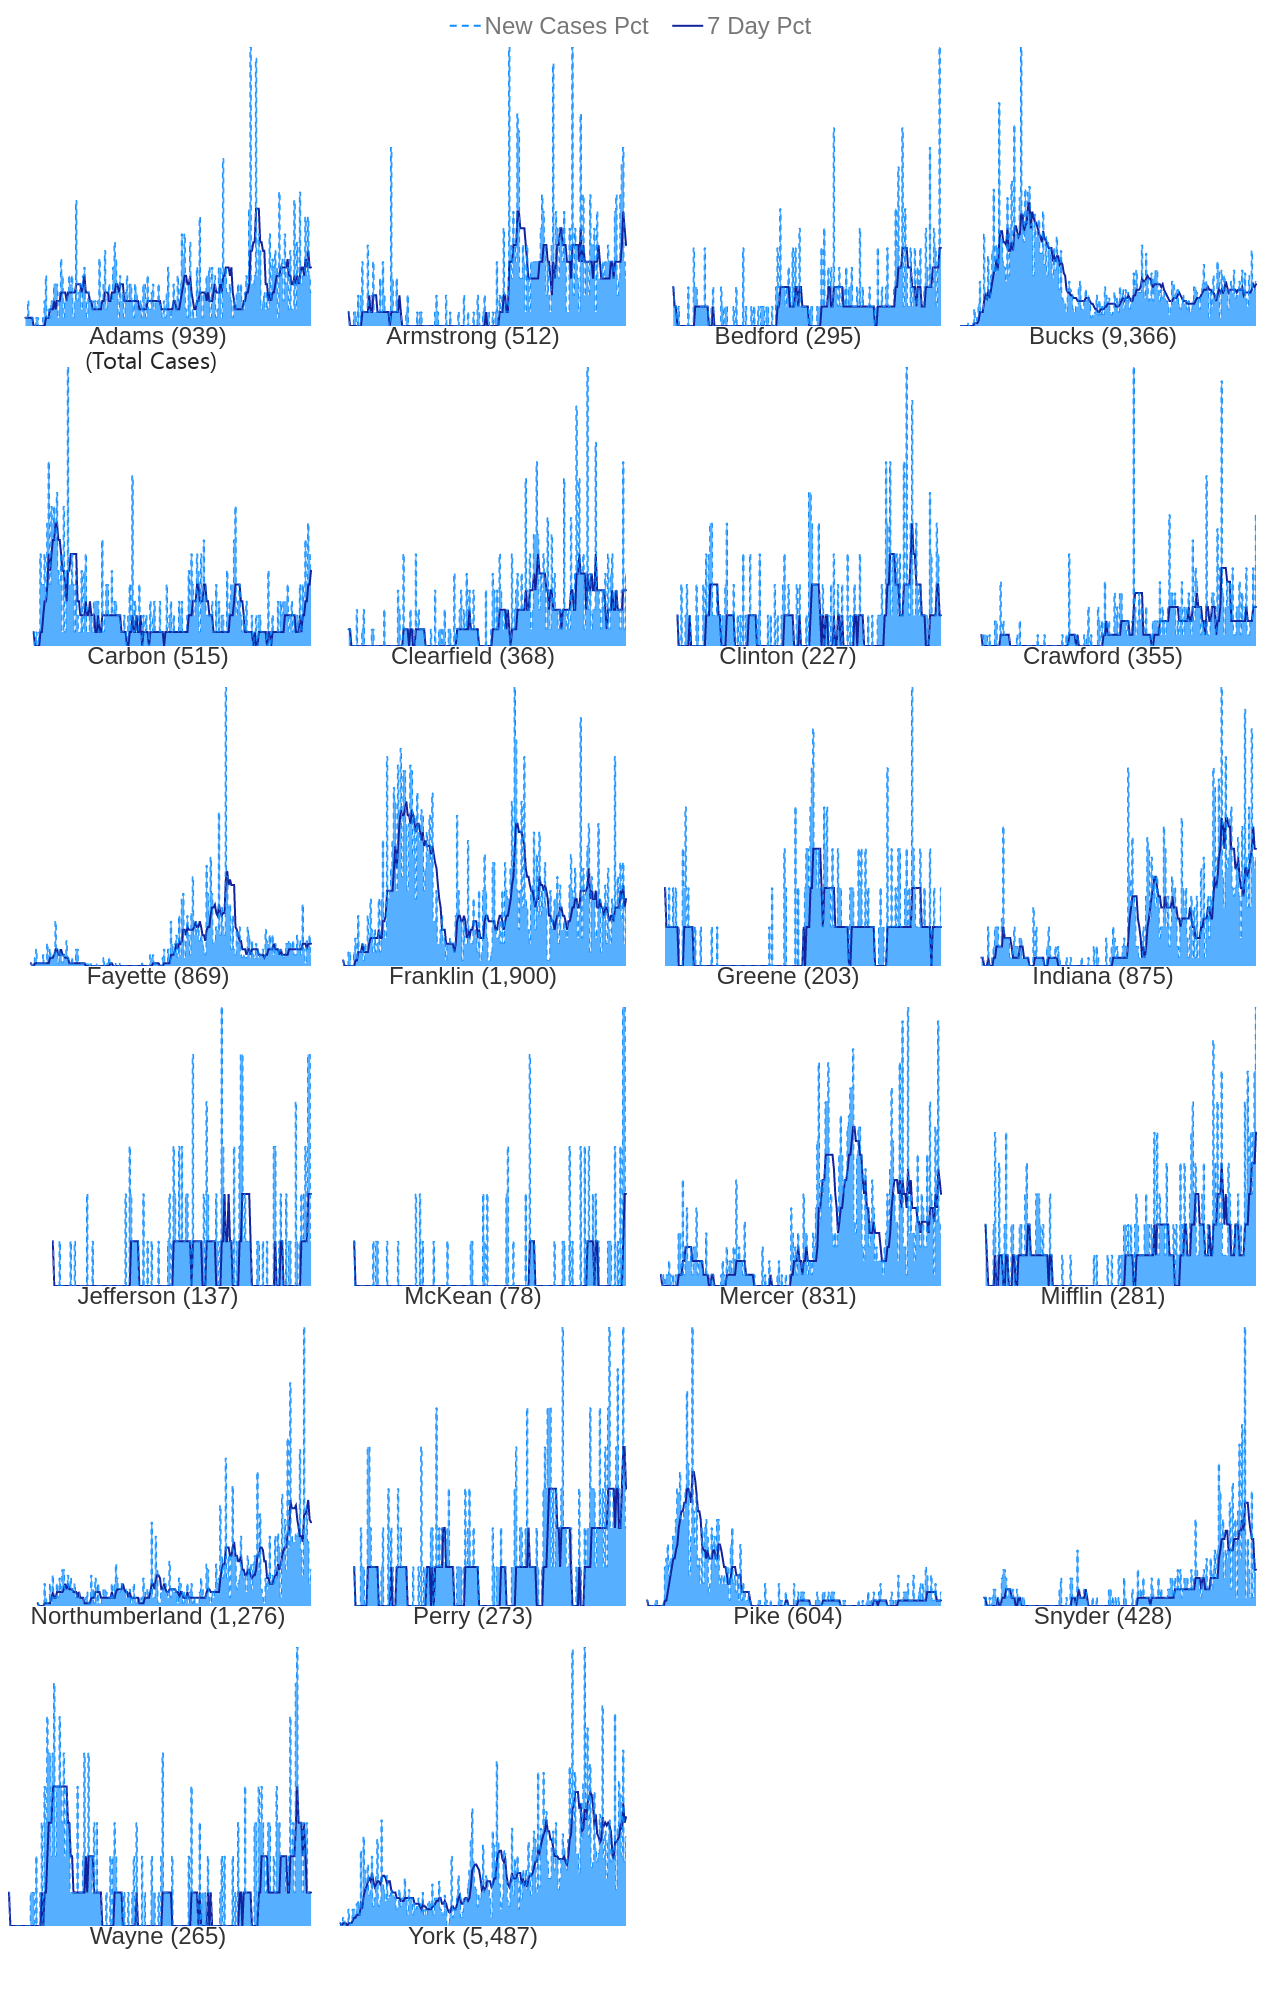 New Cases Pct 7 Day Pct
Adams (939) Armstrong (512) Bedford (295) Bucks (9,366)
(Total Cases)
Carbon (515) Clearfield (368) Clinton (227) Crawford (355)
Fayette (869) Franklin (1,900) Greene (203) Indiana (875)
Jefferson (137) McKean (78) Mercer (831) Mifflin (281)
Northumberland (1,276) Perry (273) Pike (604) Snyder (428)
Wayne (265) York (5,487)